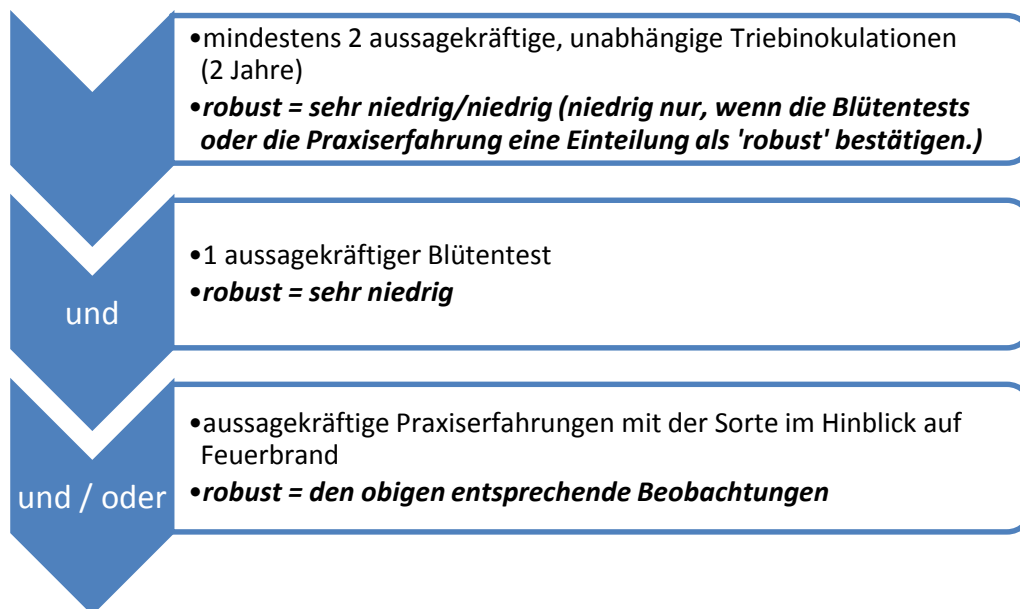 •mindestens 2 aussagekräftige, unabhängige Triebinokulationen
(2 Jahre)
•robust = sehr niedrig/niedrig (niedrig nur, wenn die Blütentests
oder die Praxiserfahrung eine Einteilung als 'robust' bestätigen.)
und
•1 aussagekräftiger Blütentest
•robust = sehr niedrig
und / oder
•aussagekräftige Praxiserfahrungen mit der Sorte im Hinblick auf
Feuerbrand
•robust = den obigen entsprechende Beobachtungen